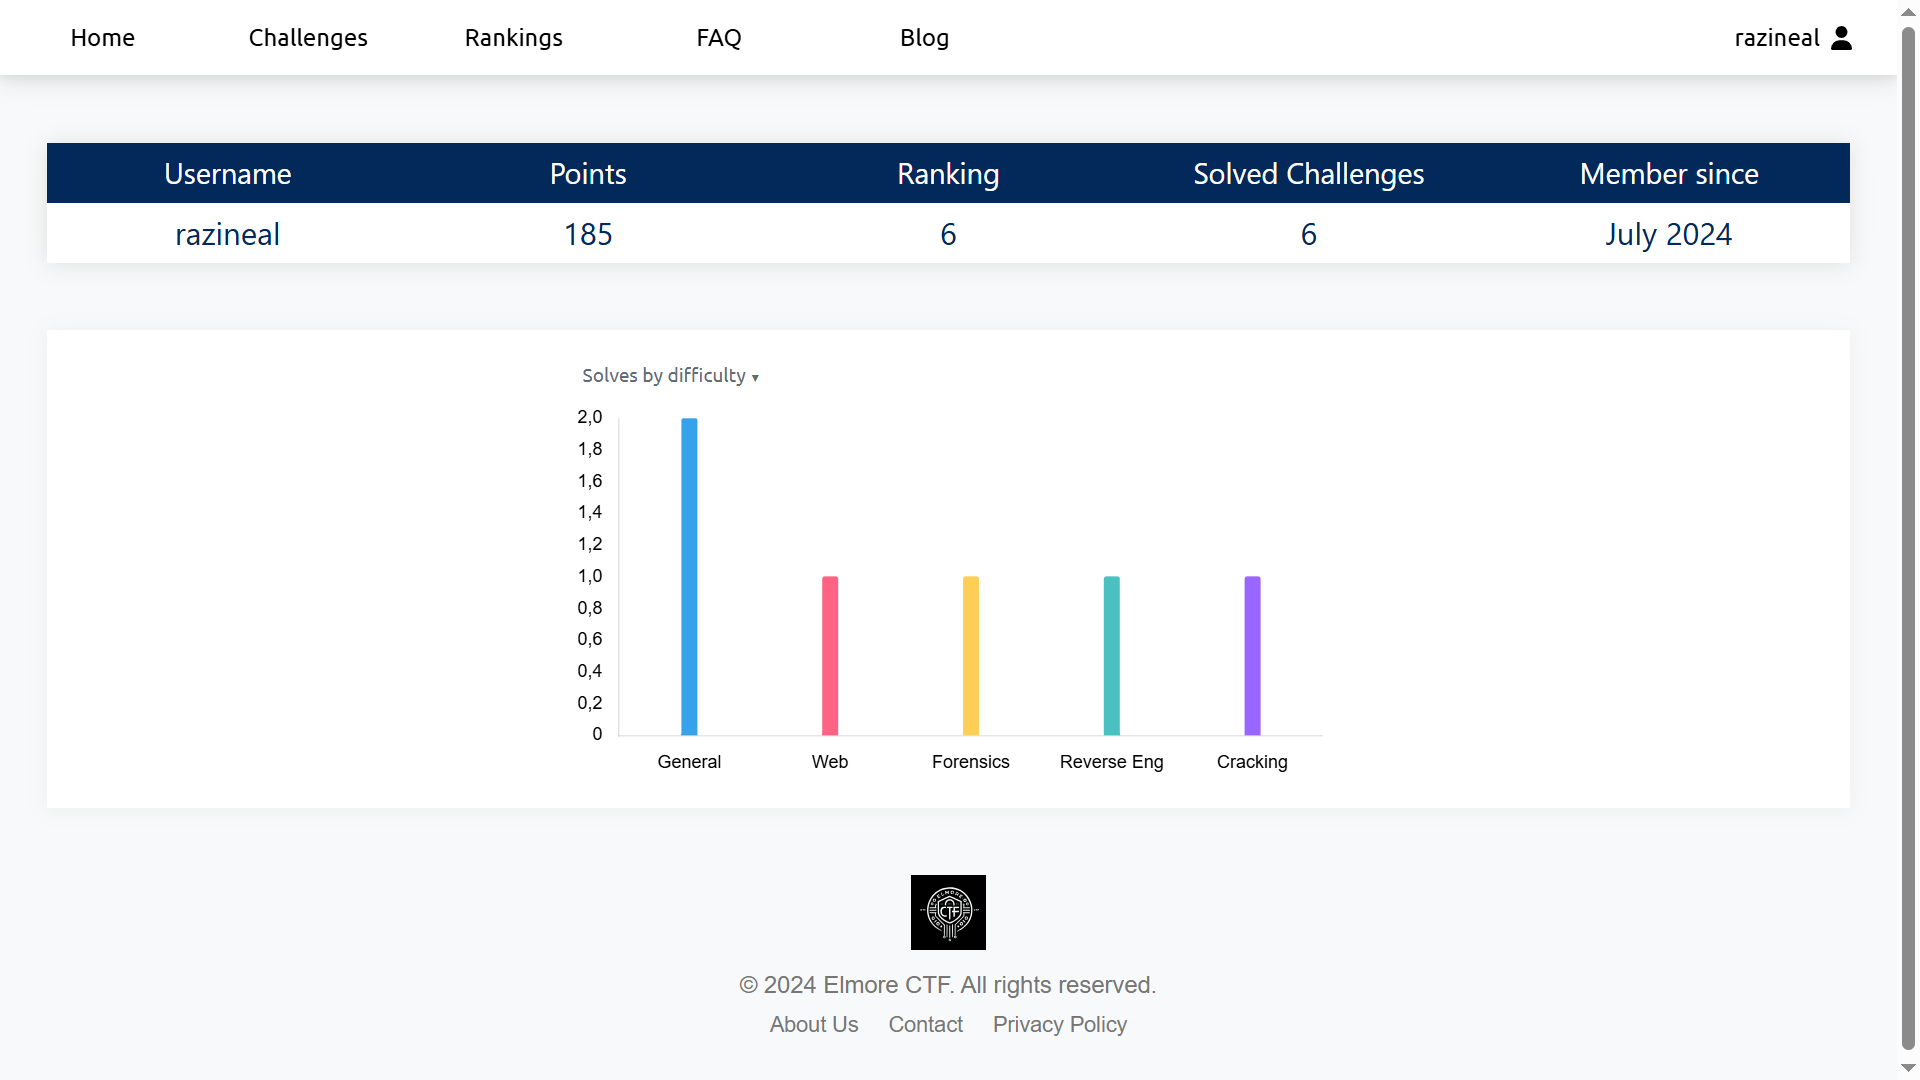 Home Challenges Rankings FAQ Blog razineal
Username Points Ranking Solved Challenges Member since
razineal 185 6 6 July 2024
Solves by difficulty ▾
2,0
1,8
1,6
1,4
1,2
1,0
0,8
0,6
0,4
0,2
0
General Web Forensics Reverse Eng Cracking
ELMORE
CTF
© 2024 Elmore CTF. All rights reserved.
About Us Contact Privacy Policy